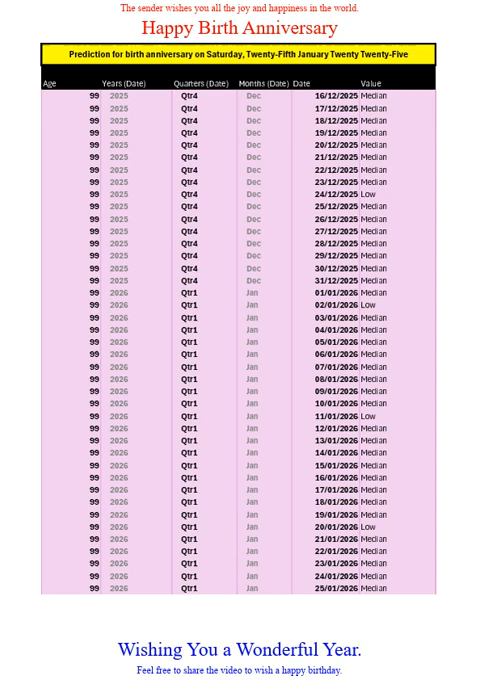 The sender wishes you all the joy and happiness in the world.
Happy Birth Anniversary
Prediction for birth anniversary on Saturday, Twenty-Fifth January Twenty Twenty-Five
Age Years (Date) Quarters (Date) Months (Date) Date Value
99 2025 Qtr4 Dec 16/12/2025 Median
99 2025 Qtr4 Dec 17/12/2025 Median
99 2025 Qtr4 Dec 18/12/2025 Median
99 2025 Qtr4 Dec 19/12/2025 Median
99 2025 Qtr4 Dec 20/12/2025 Median
99 2025 Qtr4 Dec 21/12/2025 Median
99 2025 Qtr4 Dec 22/12/2025 Median
99 2025 Qtr4 Dec 23/12/2025 Median
99 2025 Qtr4 Dec 24/12/2025 Low
99 2025 Qtr4 Dec 25/12/2025 Median
99 2025 Qtr4 Dec 26/12/2025 Median
99 2025 Qtr4 Dec 27/12/2025 Median
99 2025 Qtr4 Dec 28/12/2025 Median
99 2025 Qtr4 Dec 29/12/2025 Median
99 2025 Qtr4 Dec 30/12/2025 Median
99 2025 Qtr4 Dec 31/12/2025 Median
99 2026 Qtr1 Jan 01/01/2026 Median
99 2026 Qtr1 Jan 02/01/2026 Low
99 2026 Qtr1 Jan 03/01/2026 Median
99 2026 Qtr1 Jan 04/01/2026 Median
99 2026 Qtr1 Jan 05/01/2026 Median
99 2026 Qtr1 Jan 06/01/2026 Median
99 2026 Qtr1 Jan 07/01/2026 Median
99 2026 Qtr1 Jan 08/01/2026 Median
99 2026 Qtr1 Jan 09/01/2026 Median
99 2026 Qtr1 Jan 10/01/2026 Median
99 2026 Qtr1 Jan 11/01/2026 Low
99 2026 Qtr1 Jan 12/01/2026 Median
99 2026 Qtr1 Jan 13/01/2026 Median
99 2026 Qtr1 Jan 14/01/2026 Median
99 2026 Qtr1 Jan 15/01/2026 Median
99 2026 Qtr1 Jan 16/01/2026 Median
99 2026 Qtr1 Jan 17/01/2026 Median
99 2026 Qtr1 Jan 18/01/2026 Median
99 2026 Qtr1 Jan 19/01/2026 Median
99 2026 Qtr1 Jan 20/01/2026 Low
99 2026 Qtr1 Jan 21/01/2026 Median
99 2026 Qtr1 Jan 22/01/2026 Median
99 2026 Qtr1 Jan 23/01/2026 Median
99 2026 Qtr1 Jan 24/01/2026 Median
99 2026 Qtr1 Jan 25/01/2026 Median
Wishing You a Wonderful Year.
Feel free to share the video to wish a happy birthday.